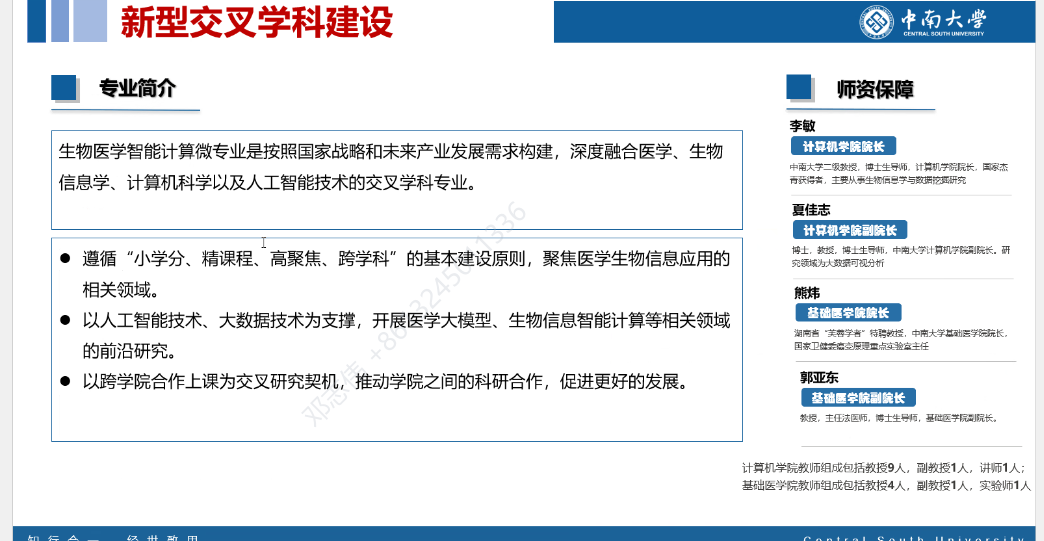 新型交叉学科建设
中南大学
CENTRAL SOUTH UNIVERSITY
专业简介
生物医学智能计算微专业是按照国家战略和未来产业发展需求构建，深度融合医学、生物
信息学、计算机科学以及人工智能技术的交叉学科专业。
● 遵循“小学分、精课程、高聚焦、跨学科”的基本建设原则，聚焦医学生物信息应用的
相关领域。
● 以人工智能技术、大数据技术为支撑，开展医学大模型、生物信息智能计算等相关领域
的前沿研究。
● 以跨学院合作上课为交叉研究契机，推动学院之间的科研合作，促进更好的发展。
师资保障
李敏
计算机学院院长
中南大学二级教授，博士生导师，计算机学院院长，国家杰
青获得者，主要从事生物信息学与数据挖掘研究
夏佳志
计算机学院副院长
博士，教授，博士生导师，中南大学计算机学院副院长。研
究领域为大数据可视分析
熊炜
基础医学院院长
湖南省“芙蓉学者”特聘教授，中南大学基础医学院院长，
国家卫健委癌变原理重点实验室主任
郭亚东
基础医学院副院长
教授，主任法医师，博士生导师，基础医学院副院长。
计算机学院教师组成包括教授9人，副教授1人，讲师1人；
基础医学院教师组成包括教授4人，副教授1人，实验师1人
知行合一 经世致用
Central South University